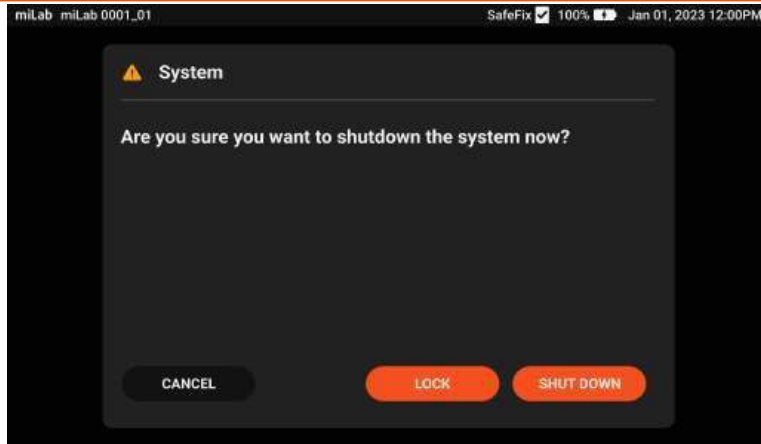 miLab miLab 0001_01 SafeFix 100% Jan 01, 2023 12:00PM
System
Are you sure you want to shutdown the system now?
CANCEL LOCK SHUT DOWN